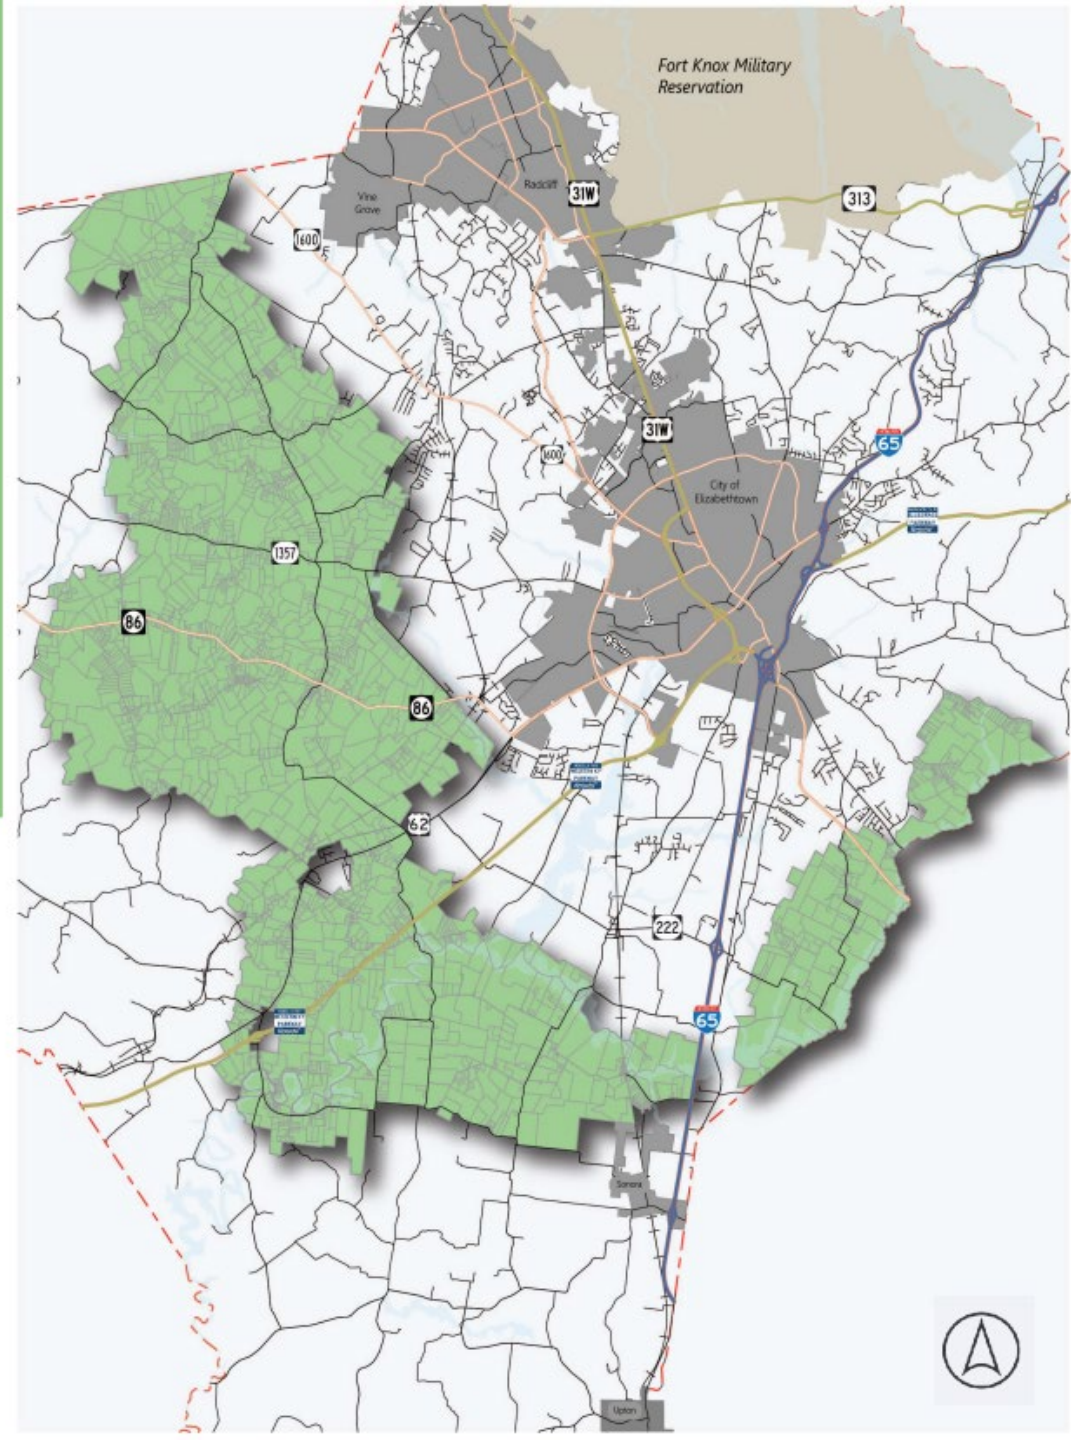 Fort Knox Military
Reservation
Radcliff
31W
313
Vine
Grove
1600
31W
1600
65
City of
Elizabethtown
1357
86
86
62
222
65
Sonora
Upton